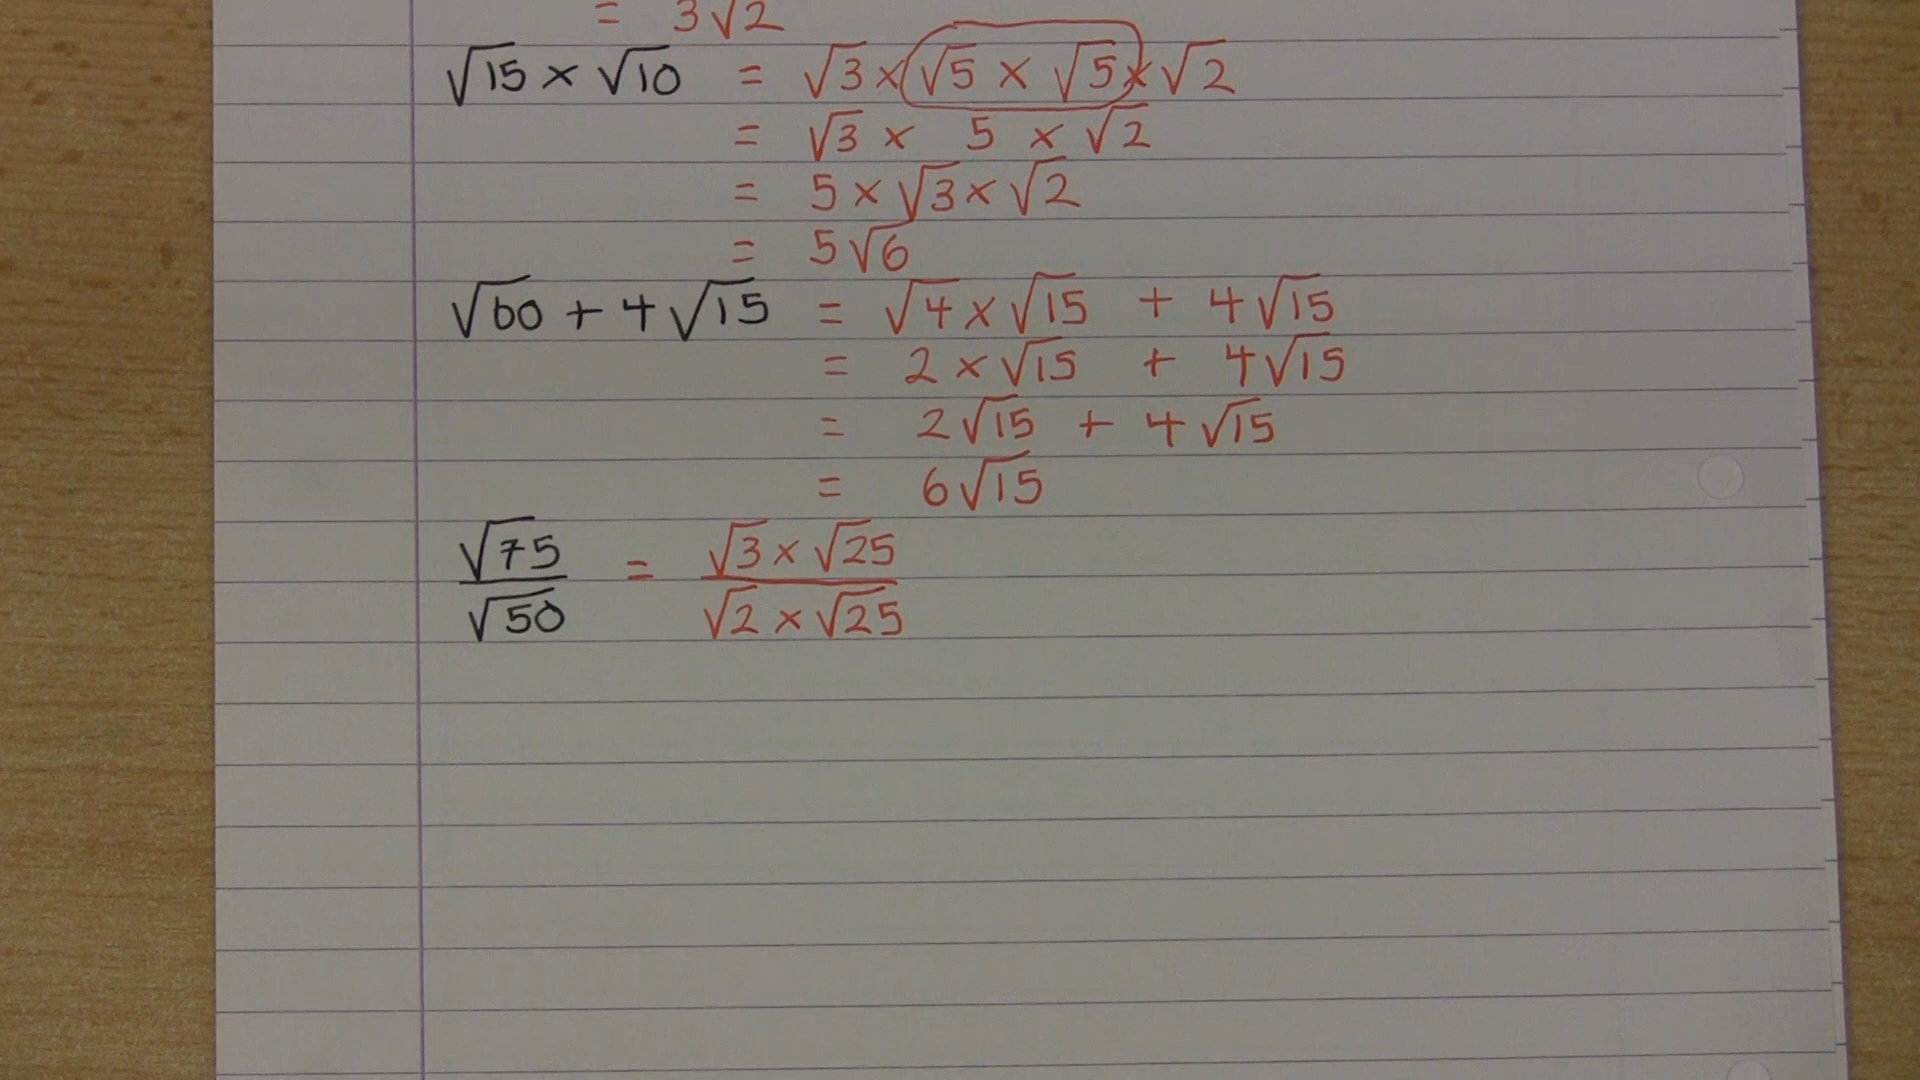 = 3√2
√15 × √10 = √3 × √5 × √5 × √2
= √3 × 5 × √2
= 5 × √3 × √2
= 5√6
√60 + 4√15 = √4 × √15 + 4√15
= 2 × √15 + 4√15
= 2√15 + 4√15
= 6√15
√75 / √50 = √3 × √25 / √2 × √25